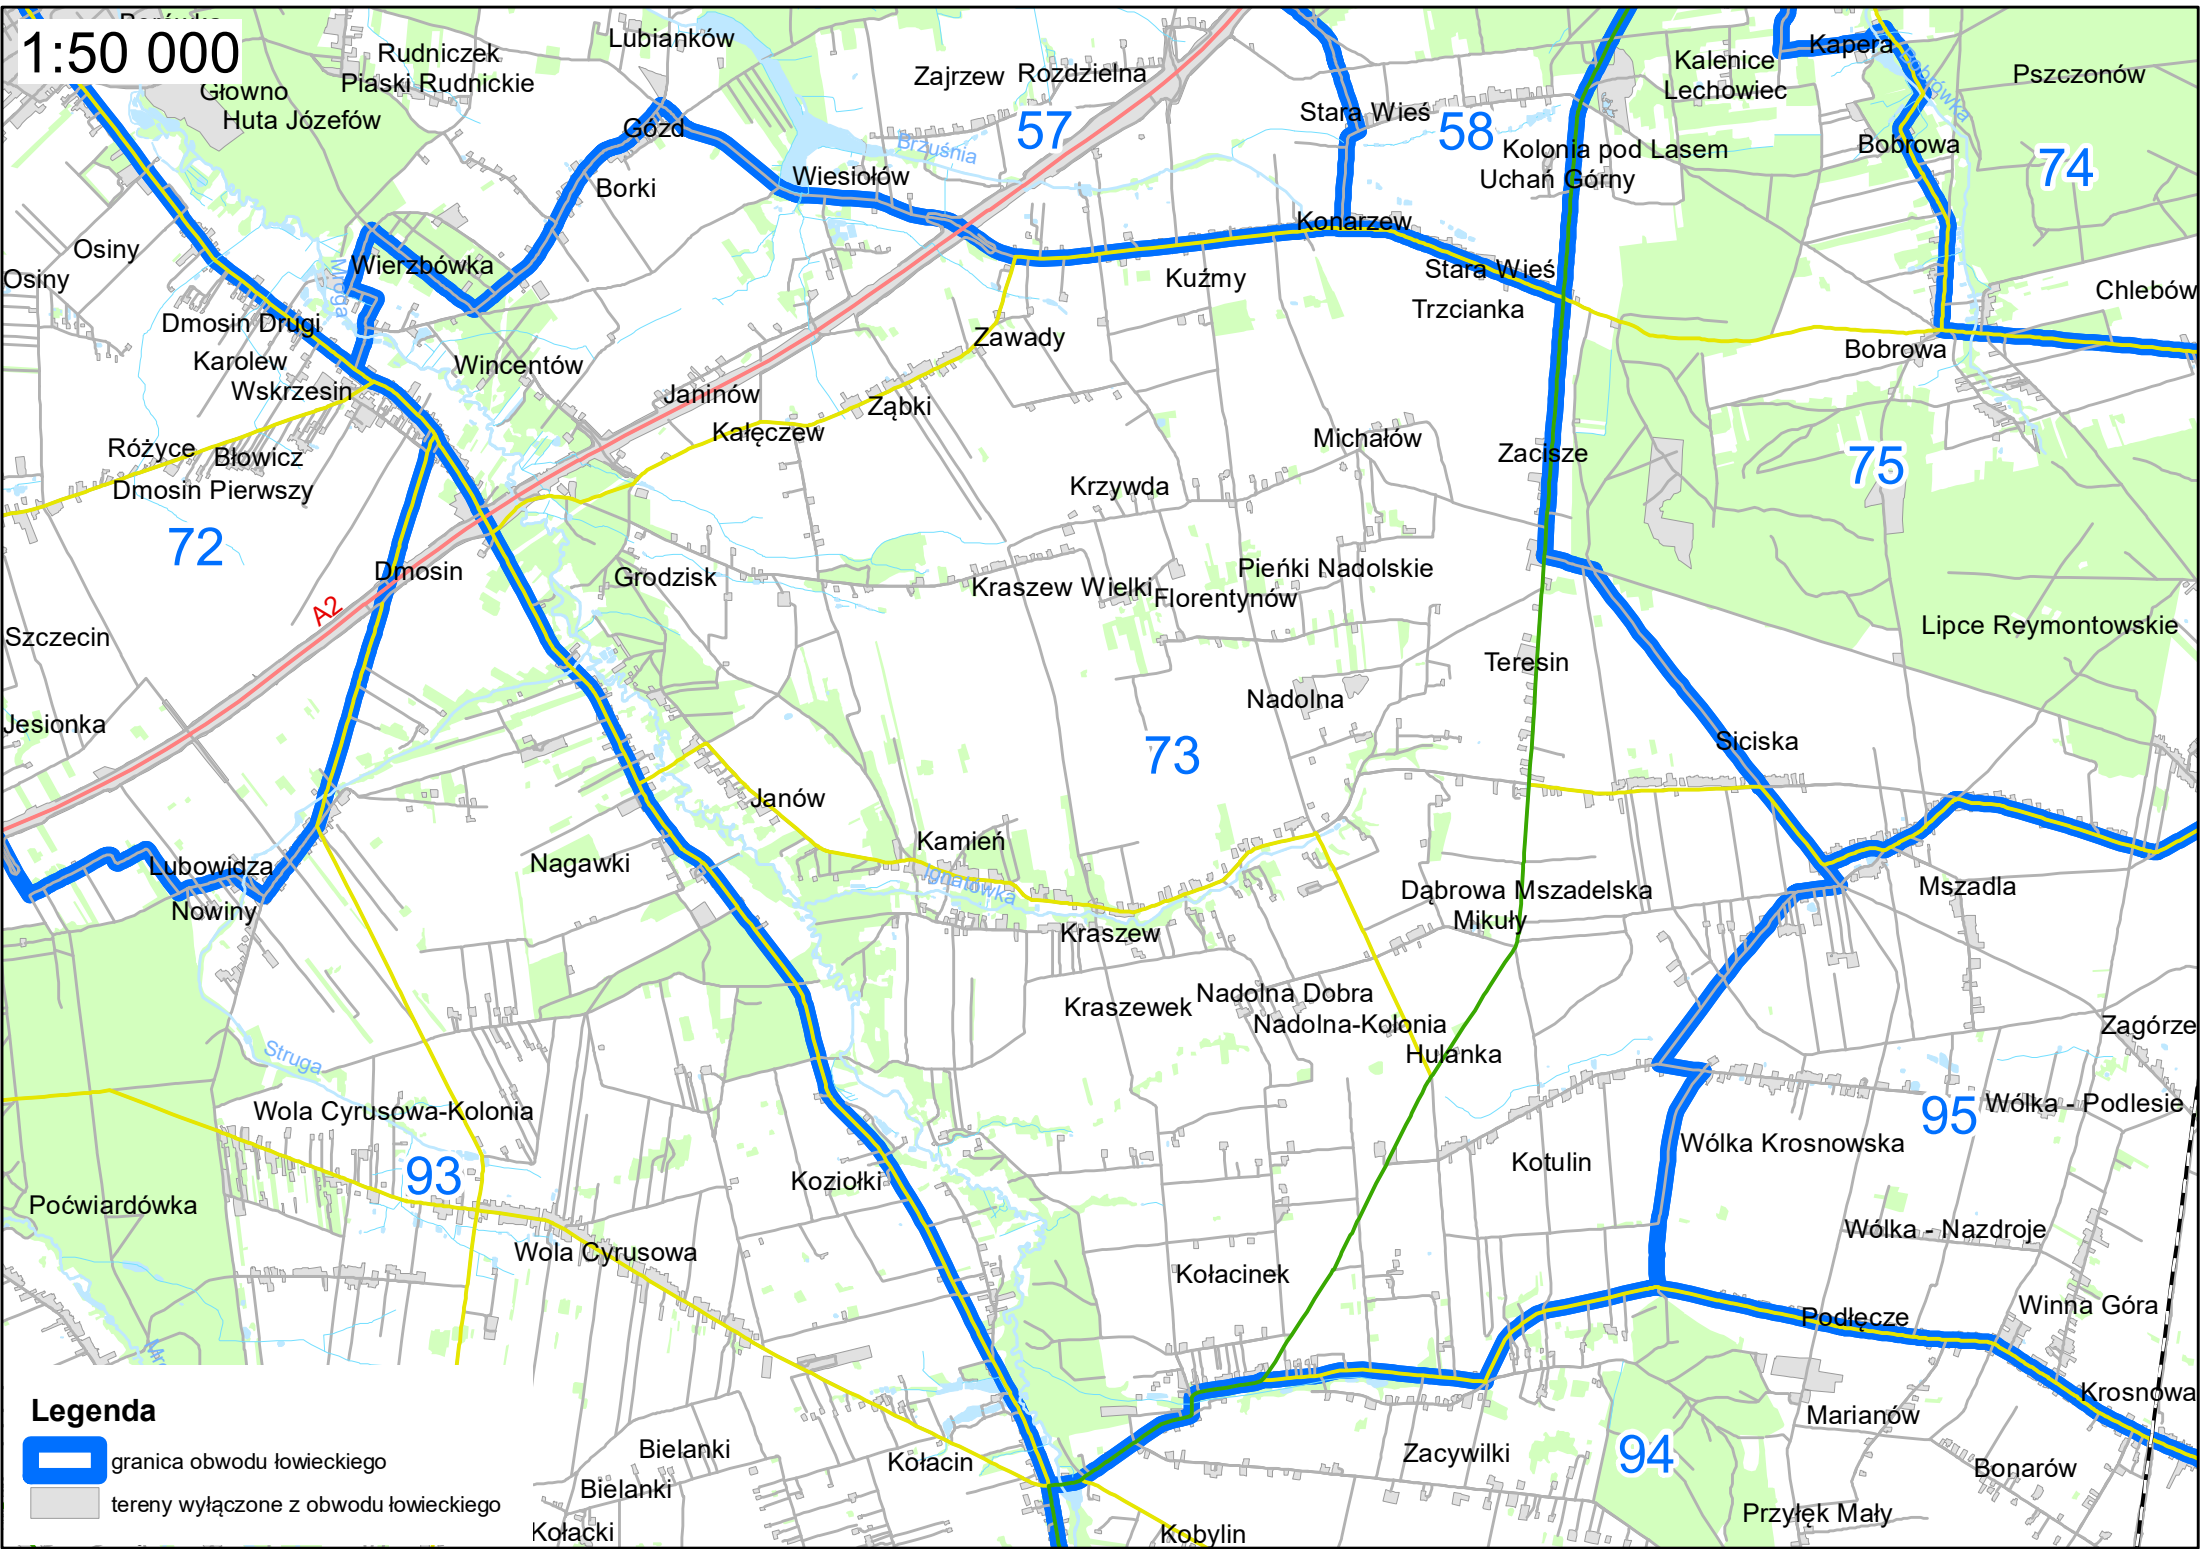 1:50 000
Rudniczek
Piaski Rudnickie
Głowno
Huta Józefów
Lubianków
Zajrzew
Rozdzielna
57
Gózd
Borki
Wiesiołów
Brzuśnia
Stara Wieś
58
Kolonia pod Lasem
Uchań Górny
Kalenice
Lechowiec
Kapera
Pszczonów
Bobrówka
Bobrowa
74
Osiny
Osiny
Wierzbówka
Mroga
Konarzew
Kuźmy
Stara Wieś
Trzcianka
Chlebów
Dmosin Drugi
Karolew
Wskrzesin
Wincentów
Zawady
Bobrowa
Janinów
Ząbki
Kałęczew
Różyce
Błowicz
Dmosin Pierwszy
Michałów
Zacisze
75
Krzywda
72
Dmosin
A2
Grodzisk
Kraszew Wielki
Pieńki Nadolskie
Florentynów
Szczecin
Lipce Reymontowskie
Teresin
Nadolna
Jesionka
73
Siciska
Janów
Kamień
Ignatówka
Nagawki
Lubowidza
Nowiny
Kraszew
Dąbrowa Mszadelska
Mikuły
Mszadla
Kraszewek
Nadolna Dobra
Nadolna-Kolonia
Hulanka
Zagórze
Struga
Wola Cyrusowa-Kolonia
95
Wólka - Podlesie
Wólka Krosnowska
93
Koziołki
Kotulin
Poćwiardówka
Wólka - Nazdroje
Wola Cyrusowa
Kołacinek
Winna Góra
Podłęcze
Krosnowa
Marianów
Legenda
granica obwodu łowieckiego
tereny wyłączone z obwodu łowieckiego
Bielanki
Bielanki
Kołacki
Kołacin
Zacywilki
94
Bonarów
Przyłęk Mały
Kobylin